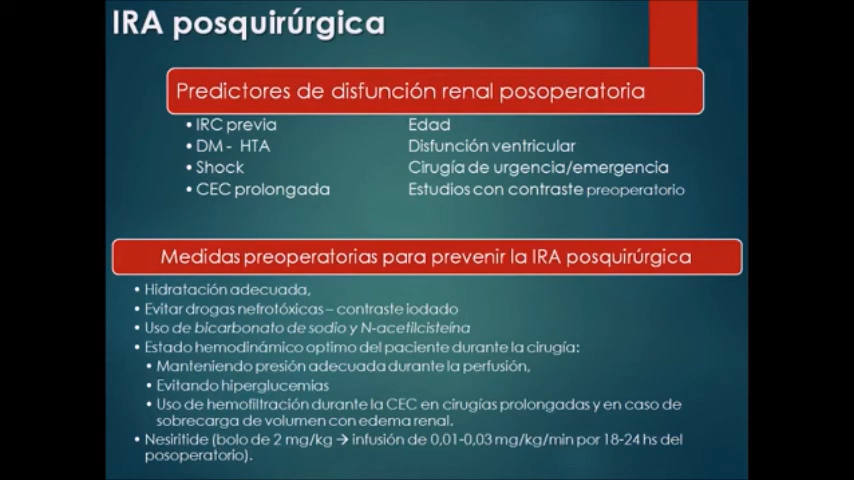 IRA posquirúrgica
Predictores de disfunción renal posoperatoria
• IRC previa Edad
• DM - HTA Disfunción ventricular
• Shock Cirugía de urgencia/emergencia
• CEC prolongada Estudios con contraste preoperatorio
Medidas preoperatorias para prevenir la IRA posquirúrgica
• Hidratación adecuada,
• Evitar drogas nefrotóxicas – contraste iodado
• Uso de bicarbonato de sodio y N-acetilcisteína
• Estado hemodinámico optimo del paciente durante la cirugía:
• Manteniendo presión adecuada durante la perfusión,
• Evitando hiperglucemias
• Uso de hemofiltración durante la CEC en cirugías prolongadas y en caso de
sobrecarga de volumen con edema renal.
• Nesiritide (bolo de 2 mg/kg → infusión de 0,01-0,03 mg/kg/min por 18-24 hs del
posoperatorio).